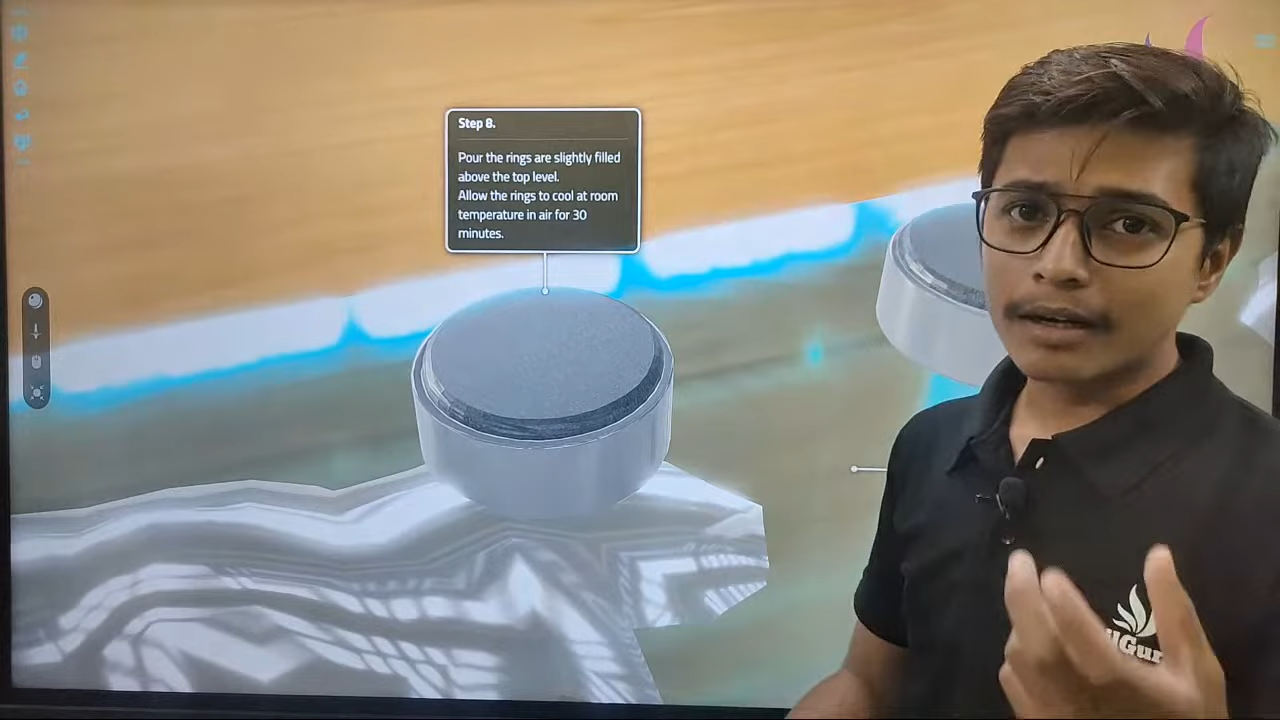 Step 8.
Pour the rings are slightly filled
above the top level.
Allow the rings to cool at room
temperature in air for 30
minutes.